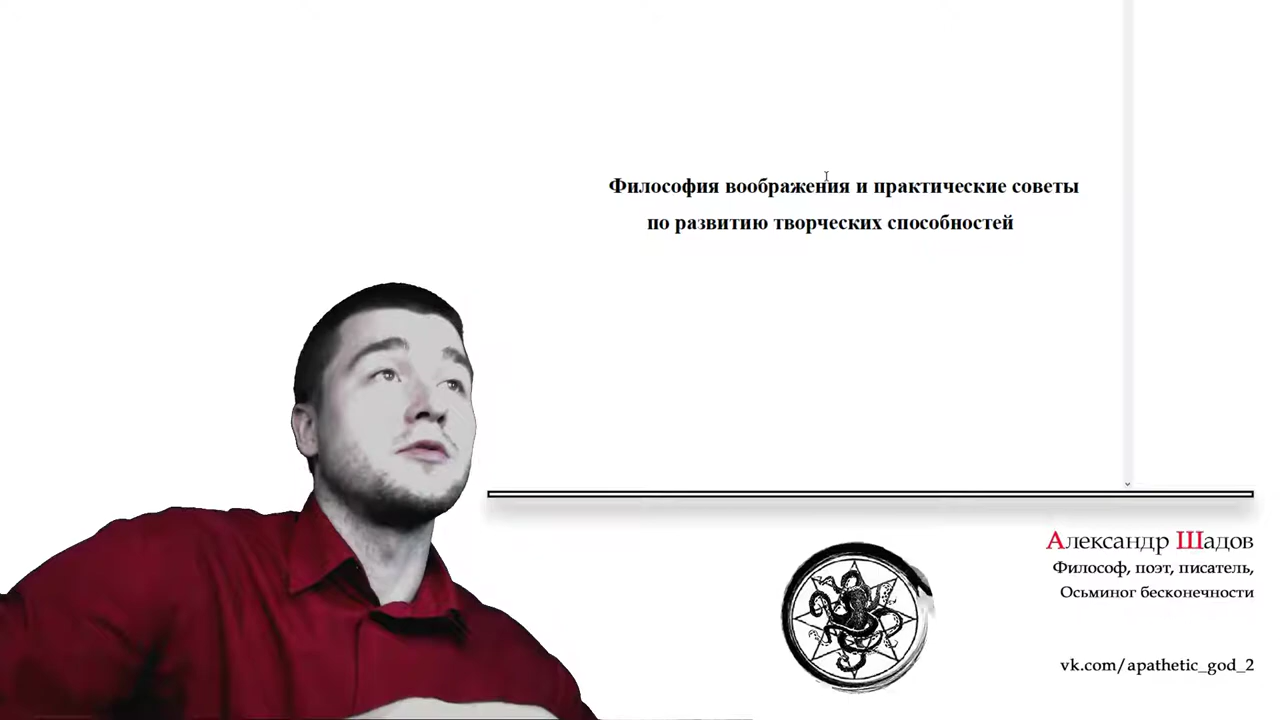 Философия воображения и практические советы
по развитию творческих способностей
Александр Шадов
Философ, поэт, писатель,
Осьминог бесконечности
vk.com/apathetic_god_2